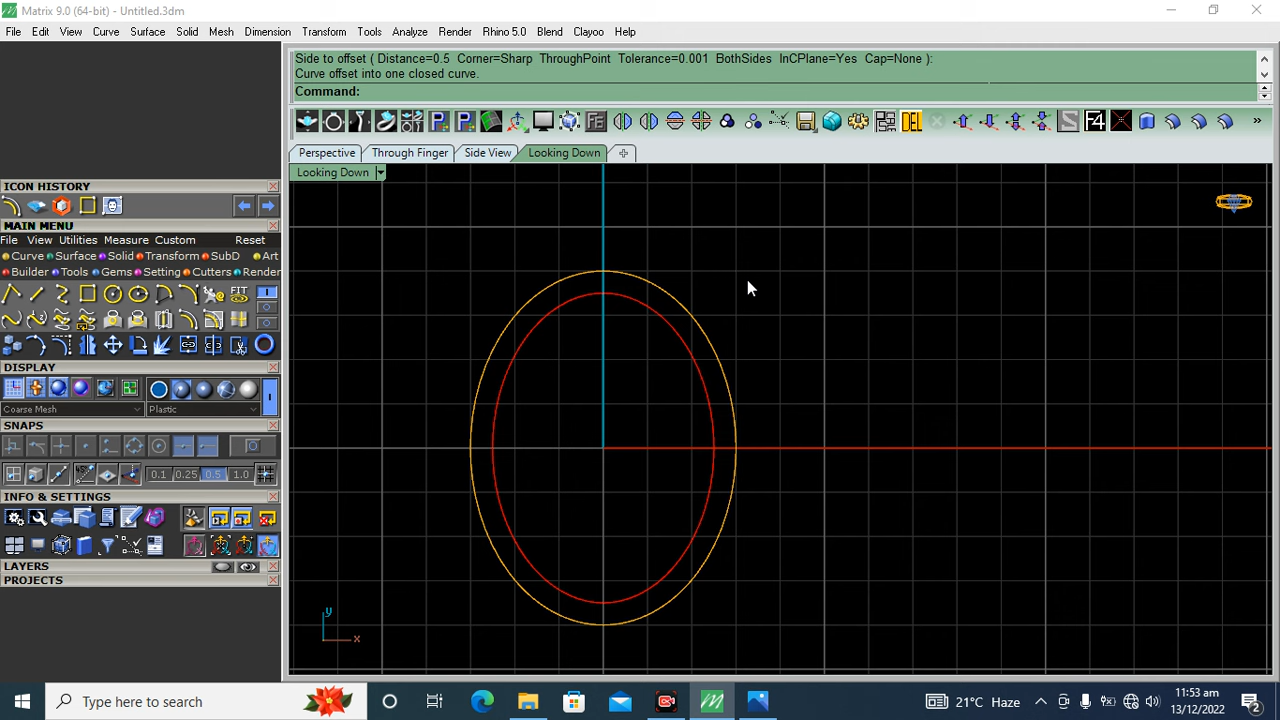 Matrix 9.0 (64-bit) - Untitled.3dm
File Edit View Curve Surface Solid Mesh Dimension Transform Tools Analyze Render Rhino 5.0 Blend Clayoo Help
Side to offset ( Distance=0.5 Corner=Sharp ThroughPoint Tolerance=0.001 BothSides InCPlane=Yes Cap=None ):
Curve offset into one closed curve.
Command:
FE DEL S F4
Perspective Through Finger Side View Looking Down
Looking Down
ICON HISTORY
MAIN MENU
File View Utilities Measure Custom Reset
Curve Surface Solid Transform SubD Art
Builder Tools Gems Setting Cutters Render
FIT
DISPLAY
Coarse Mesh Plastic
SNAPS
0.1 0.25 0.5 1.0
INFO & SETTINGS
LAYERS
PROJECTS
y
x
Type here to search
21°C Haze
11:53 am
13/12/2022
2